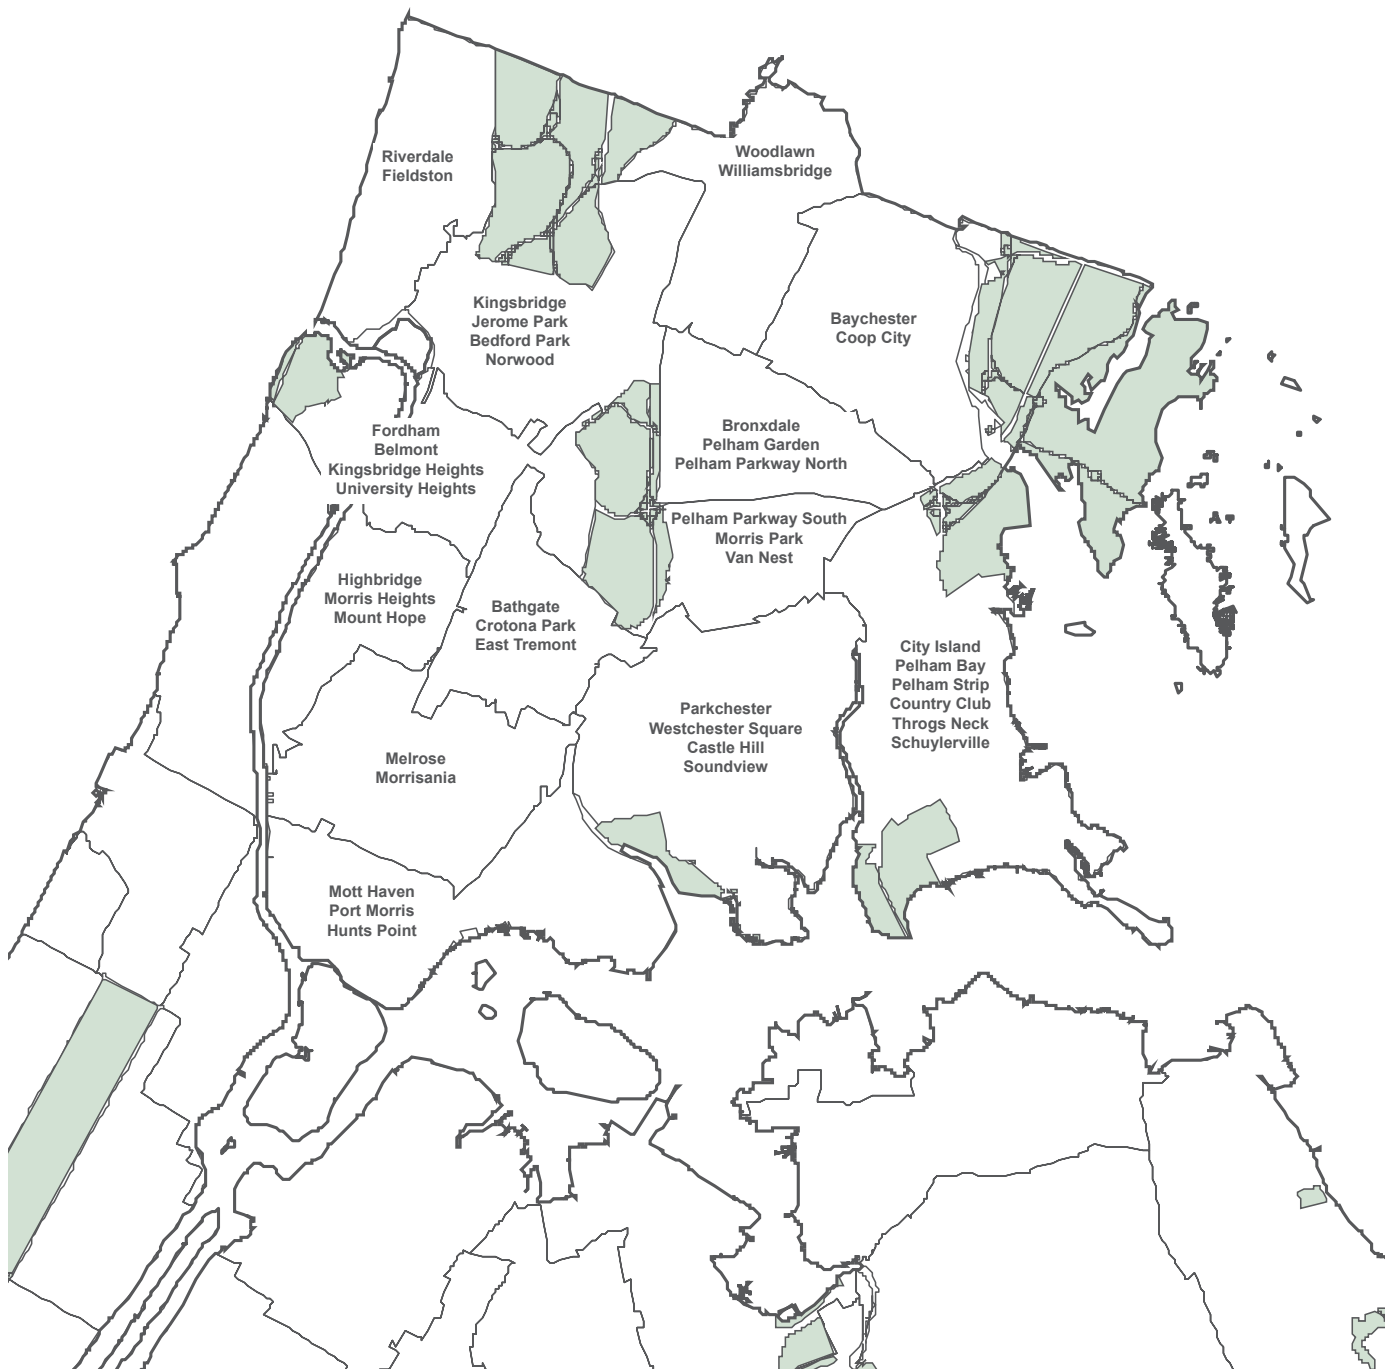 Riverdale
Fieldston
Woodlawn
Williamsbridge
Kingsbridge
Jerome Park
Bedford Park
Norwood
Baychester
Coop City
Fordham
Belmont
Kingsbridge Heights
University Heights
Bronxdale
Pelham Garden
Pelham Parkway North
Pelham Parkway South
Morris Park
Van Nest
Highbridge
Morris Heights
Mount Hope
Bathgate
Crotona Park
East Tremont
City Island
Pelham Bay
Pelham Strip
Country Club
Throgs Neck
Schuylerville
Parkchester
Westchester Square
Castle Hill
Soundview
Melrose
Morrisania
Mott Haven
Port Morris
Hunts Point